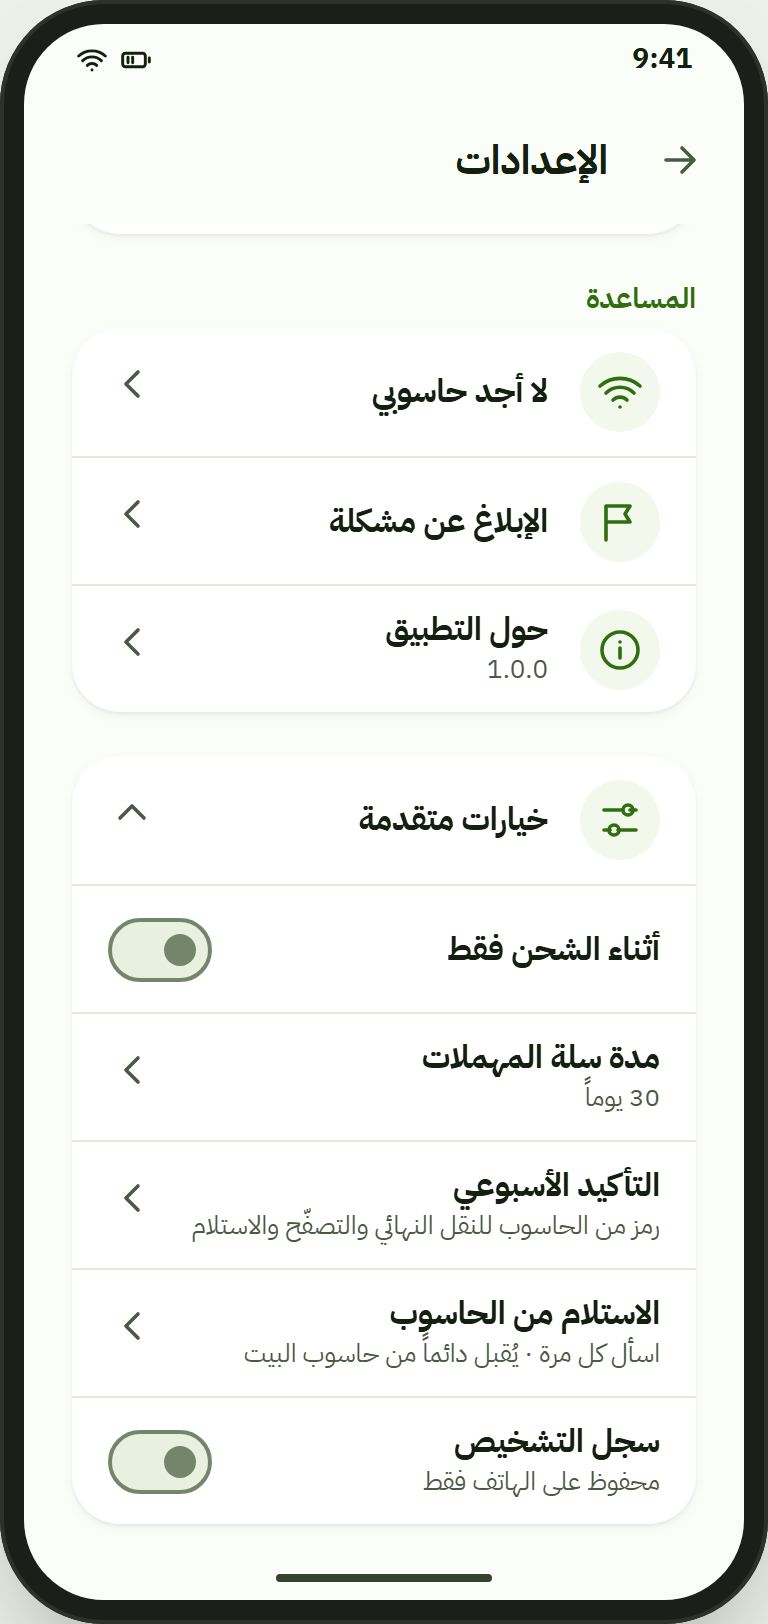 9:41
الإعدادات
المساعدة
لا أجد حاسوبي
الإبلاغ عن مشكلة
حول التطبيق
1.0.0
خيارات متقدمة
أثناء الشحن فقط
مدة سلة المهملات
30 يوماً
التأكيد الأسبوعي
رمز من الحاسوب للنقل النهائي والتصفّح والاستلام
الاستلام من الحاسوب
اسأل كل مرة · يُقبل دائماً من حاسوب البيت
سجل التشخيص
محفوظ على الهاتف فقط